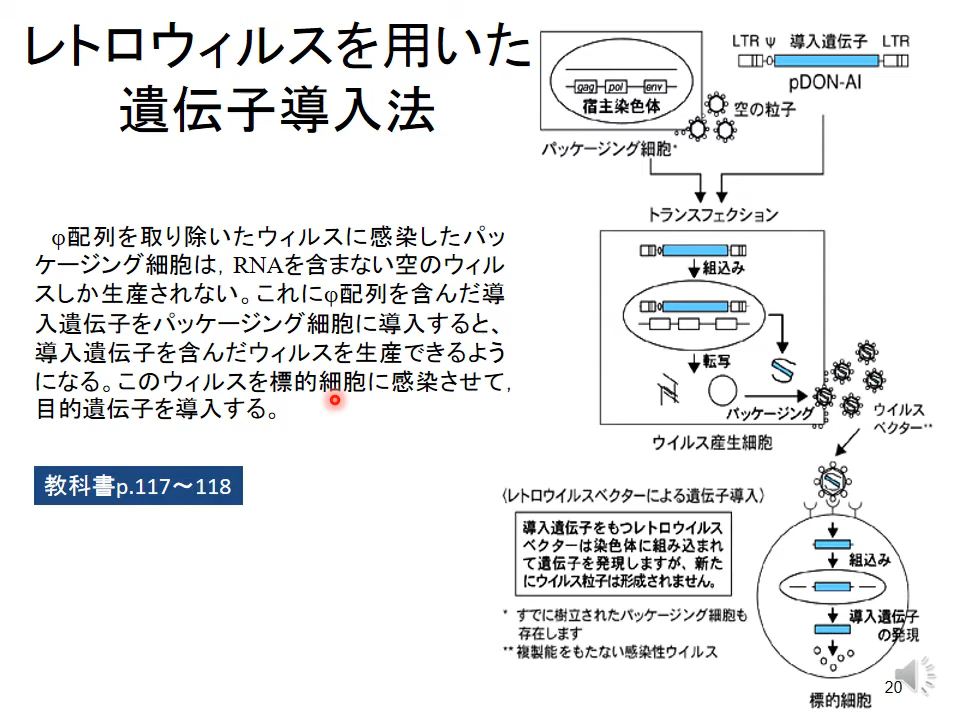 レトロウィルスを用いた
遺伝子導入法
φ配列を取り除いたウィルスに感染したパッ
ケージング細胞は，RNAを含まない空のウィル
スしか生産されない。これにφ配列を含んだ導
入遺伝子をパッケージング細胞に導入すると、
導入遺伝子を含んだウィルスを生産できるよう
になる。このウィルスを標的細胞に感染させて，
目的遺伝子を導入する。
教科書p.117～118
LTR ψ 導入遺伝子 LTR
pDON-AI
gag pol env
宿主染色体
空の粒子
パッケージング細胞*
トランスフェクション
組込み
転写
パッケージング
ウイルス産生細胞
ウイルス
ベクター**
〈レトロウイルスベクターによる遺伝子導入〉
導入遺伝子をもつレトロウイルス
ベクターは染色体に組み込まれ
て遺伝子を発現しますが、新た
にウイルス粒子は形成されません。
* すでに樹立されたパッケージング細胞も
存在します
** 複製能をもたない感染性ウイルス
組込み
導入遺伝子
の発現
標的細胞
20